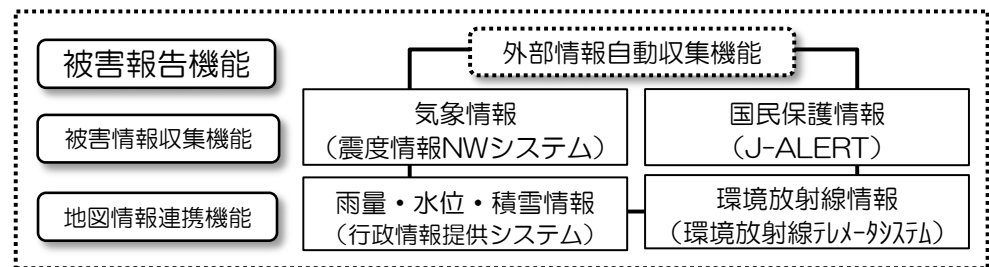 被害報告機能
被害情報収集機能
地図情報連携機能
外部情報自動収集機能
気象情報
（震度情報NWシステム）
国民保護情報
（J-ALERT）
雨量・水位・積雪情報
（行政情報提供システム）
環境放射線情報
（環境放射線ﾃﾚﾒｰﾀｼｽﾃﾑ）